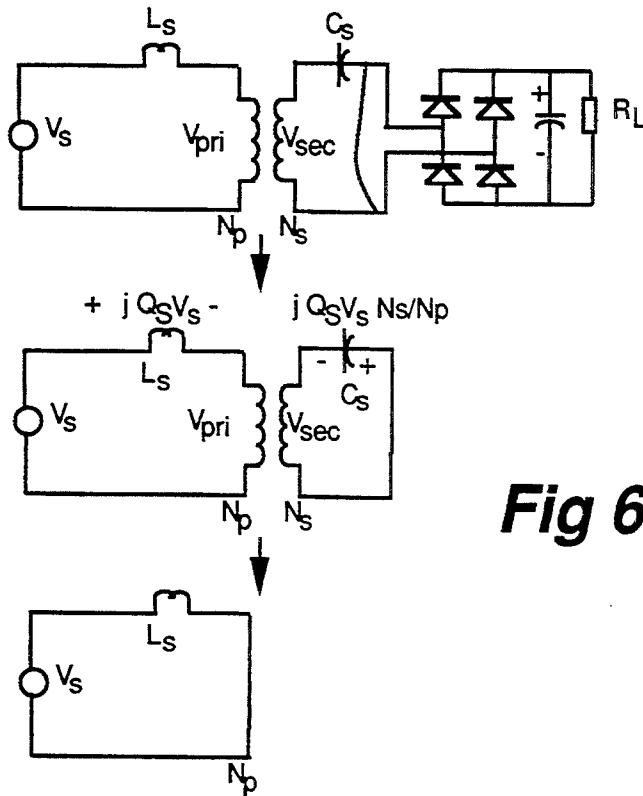 Ls
Cs
Vs
Vpri
Vsec
+
-
RL
Np
Ns
+ j QsVs -
j QsVs Ns/Np
Ls
- +
Cs
Vs
Vpri
Vsec
Np
Ns
Fig 6
Ls
Vs
Np